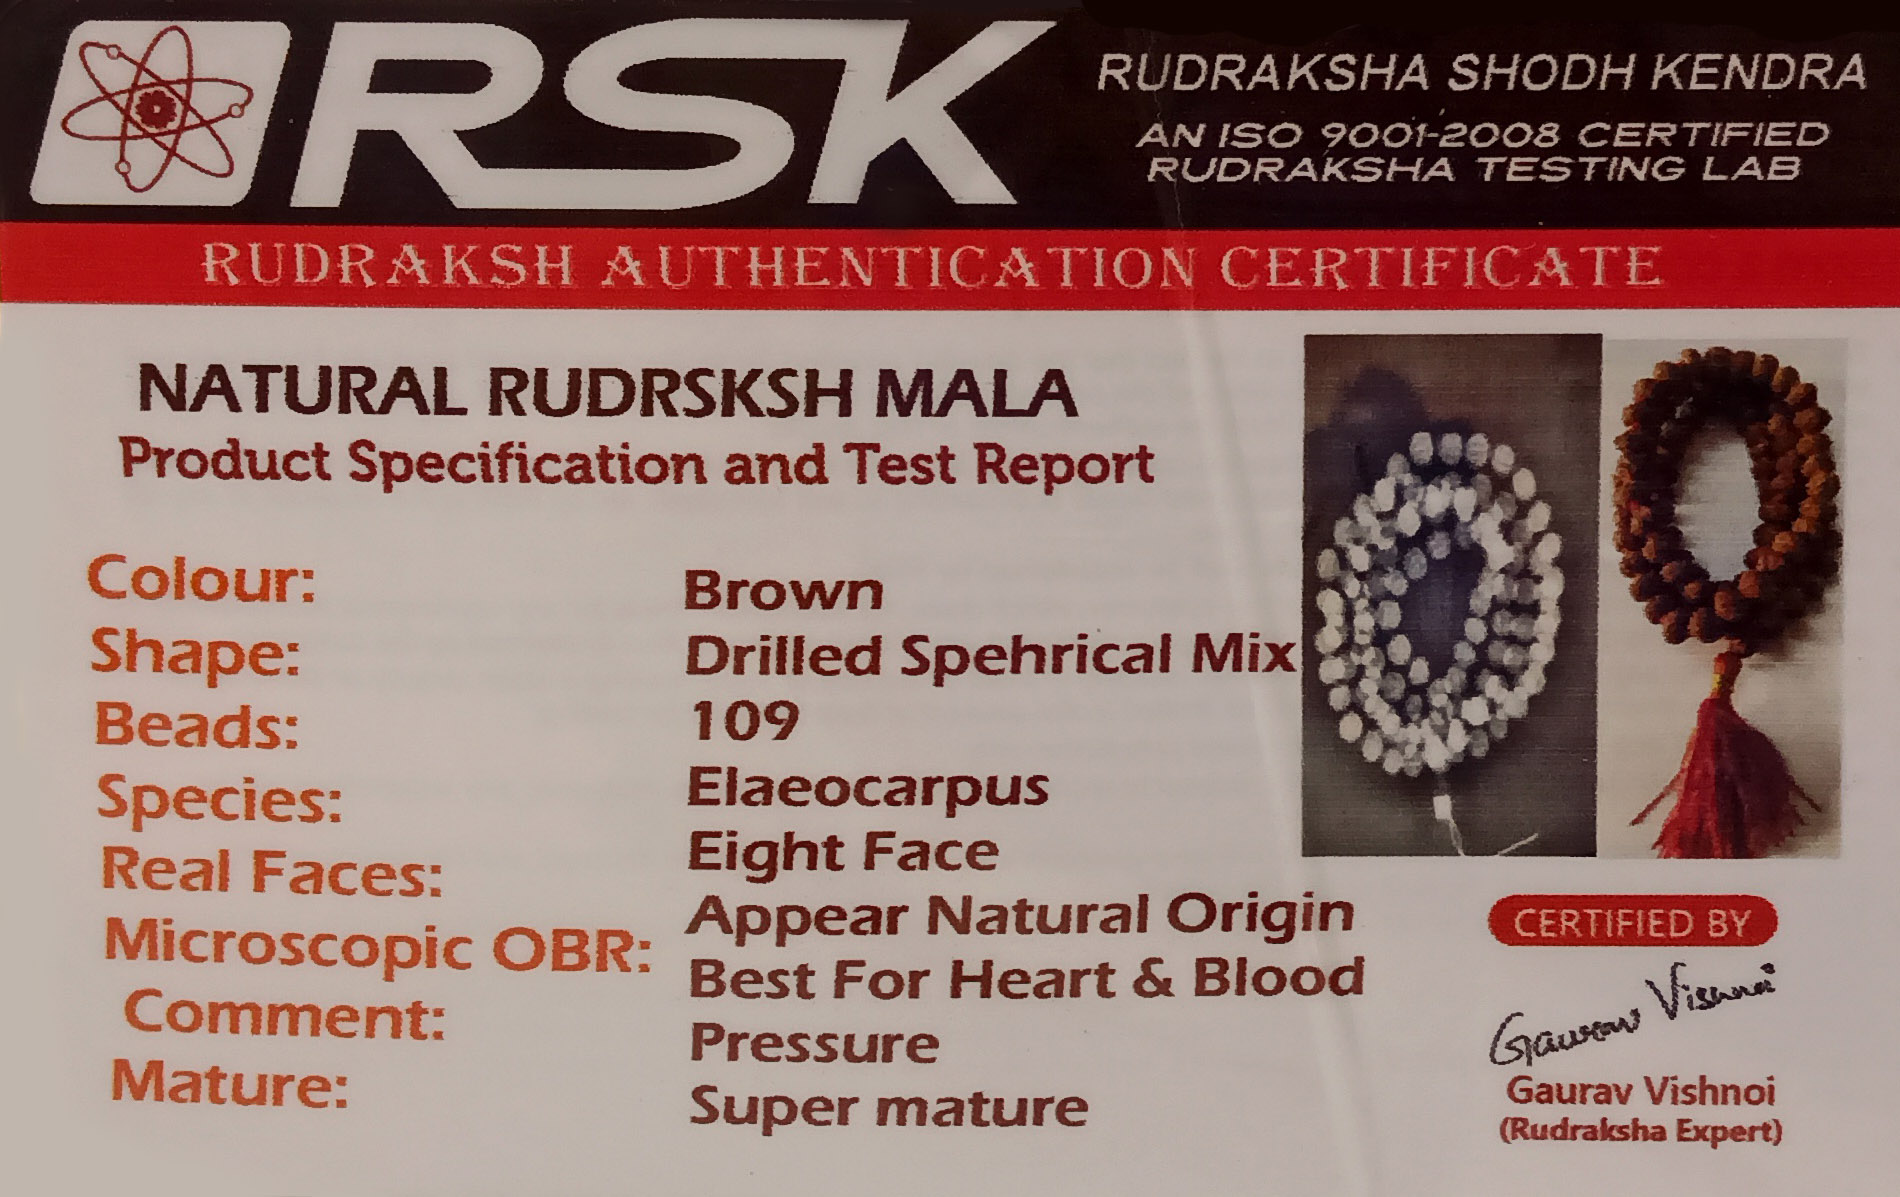 RSK
RUDRAKSHA SHODH KENDRA
AN ISO 9001-2008 CERTIFIED
RUDRAKSHA TESTING LAB
RUDRAKSH AUTHENTICATION CERTIFICATE
NATURAL RUDRSKSH MALA
Product Specification and Test Report
Colour: Brown
Shape: Drilled Spehrical Mix
Beads: 109
Species: Elaeocarpus
Real Faces: Eight Face
Microscopic OBR: Appear Natural Origin
Comment: Best For Heart & Blood
Pressure
Mature: Super mature
CERTIFIED BY
Gaurav Vishnoi
Gaurav Vishnoi
(Rudraksha Expert)